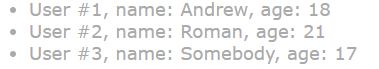 • User #1, name: Andrew, age: 18
• User #2, name: Roman, age: 21
• User #3, name: Somebody, age: 17